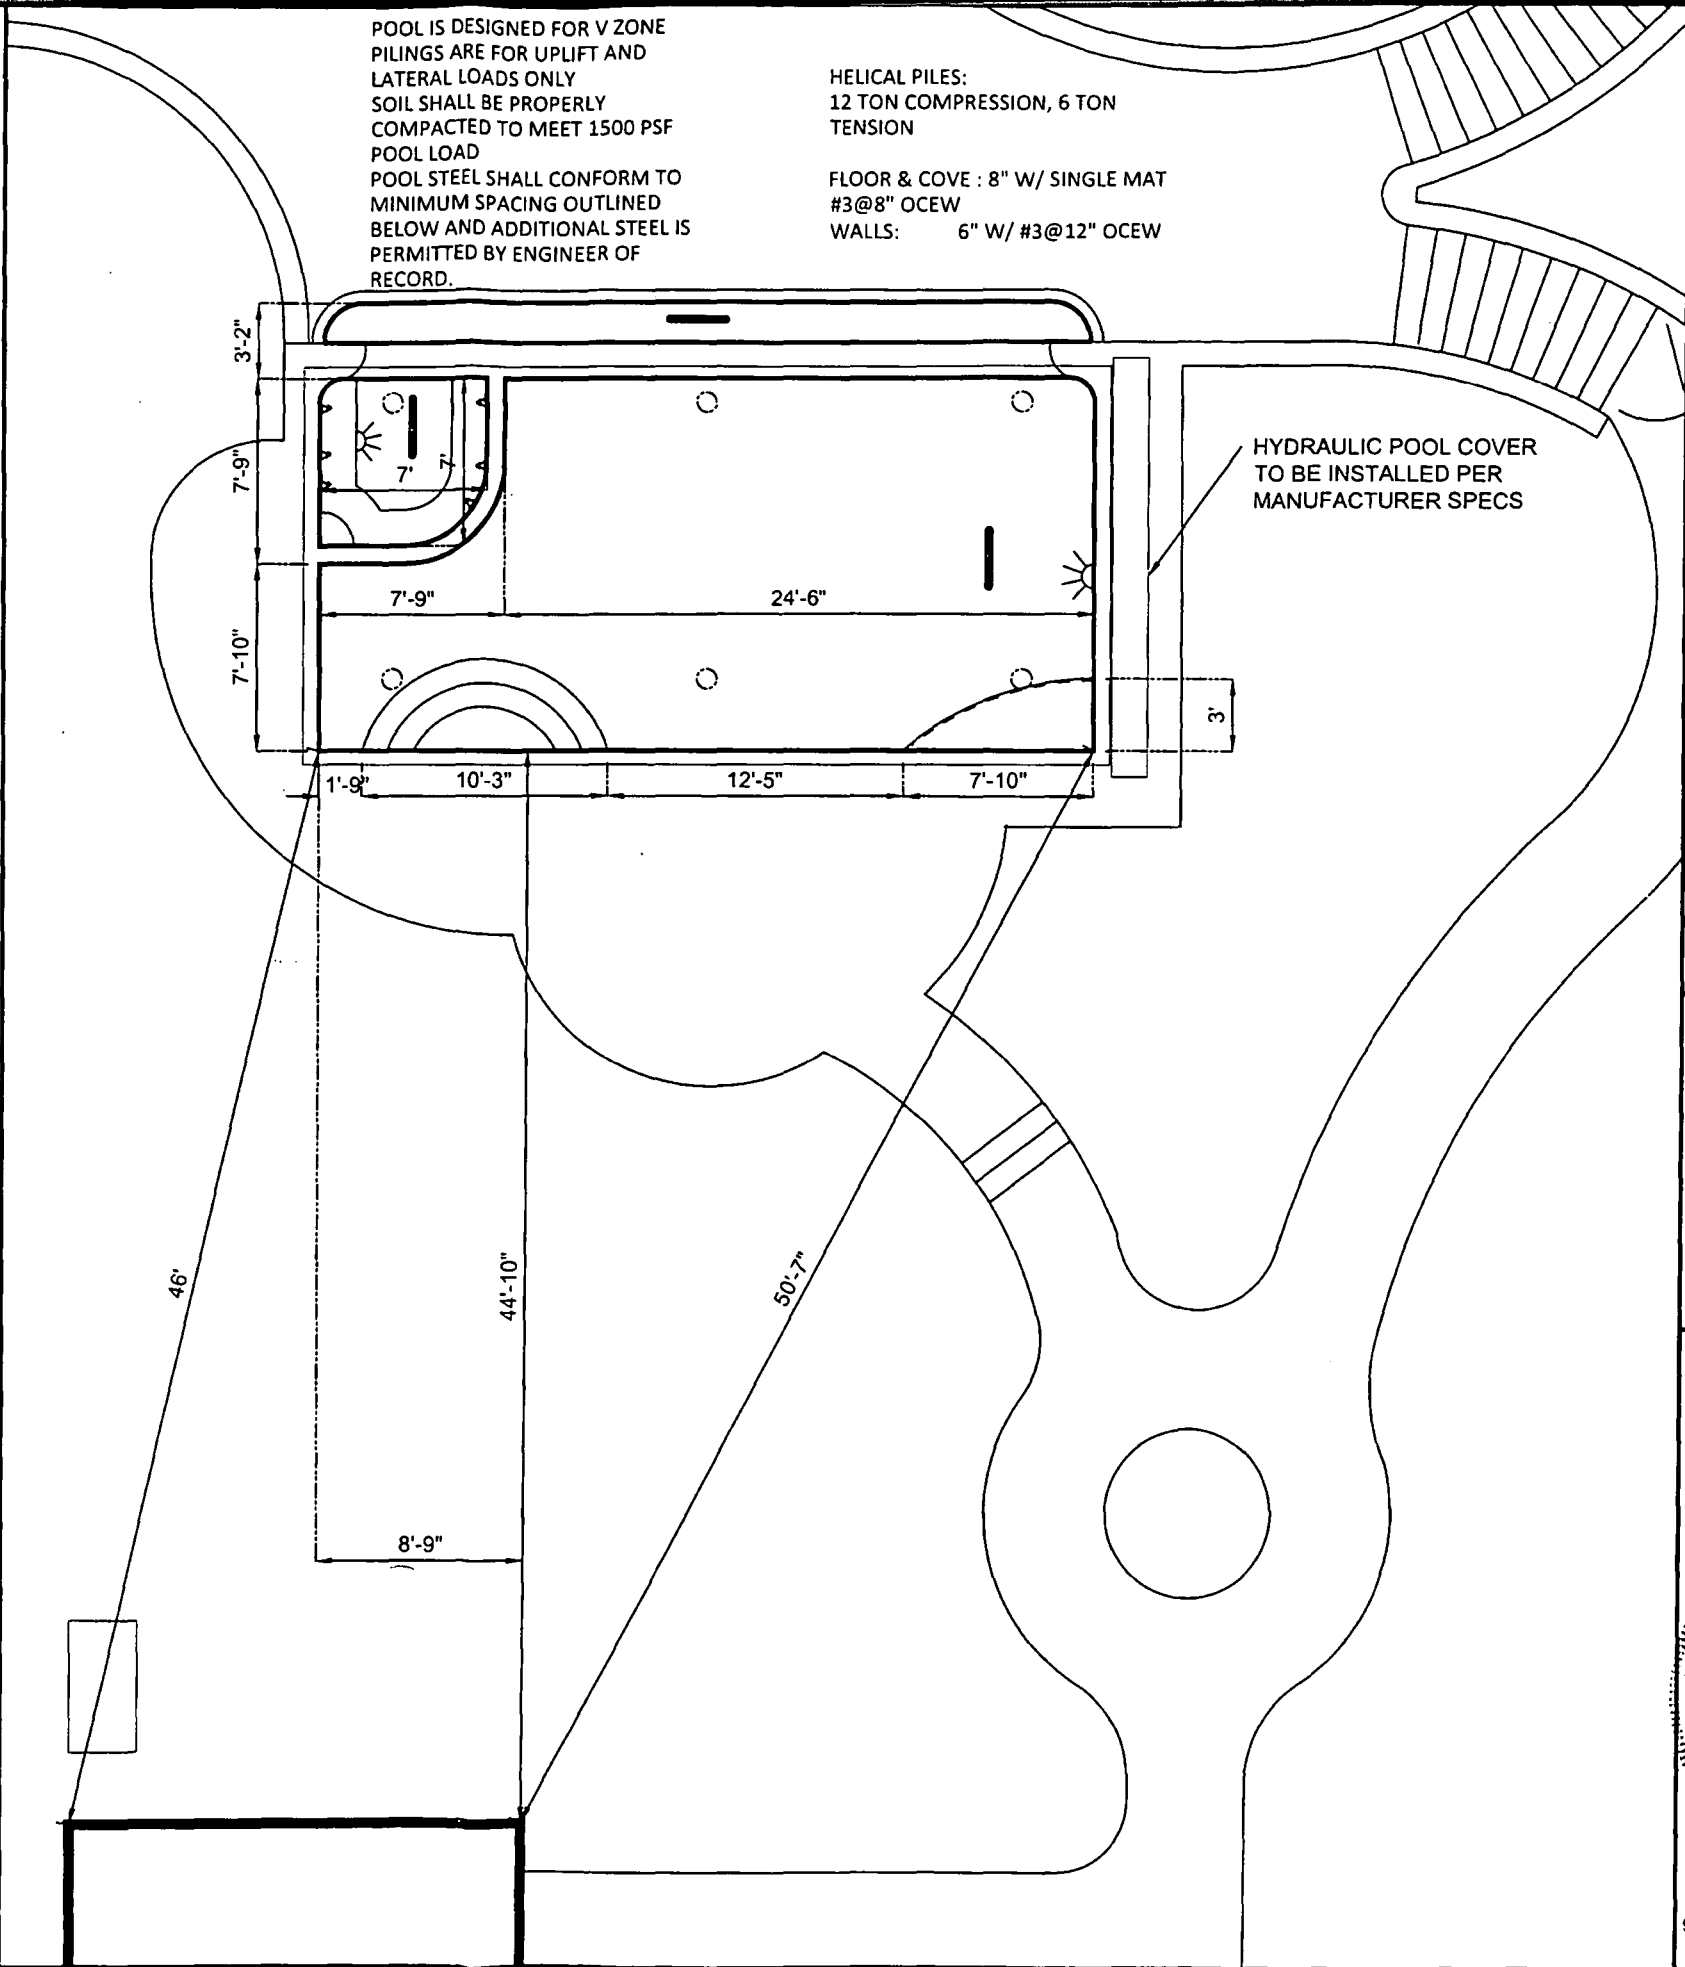 POOL IS DESIGNED FOR V ZONE
PILINGS ARE FOR UPLIFT AND
LATERAL LOADS ONLY
SOIL SHALL BE PROPERLY
COMPACTED TO MEET 1500 PSF
POOL LOAD
POOL STEEL SHALL CONFORM TO
MINIMUM SPACING OUTLINED
BELOW AND ADDITIONAL STEEL IS
PERMITTED BY ENGINEER OF
RECORD.
HELICAL PILES:
12 TON COMPRESSION, 6 TON
TENSION
FLOOR & COVE : 8" W/ SINGLE MAT
#3@8" OCEW
WALLS: 6" W/ #3@12" OCEW
3'-2"
7'-9"
7'
7'
HYDRAULIC POOL COVER
TO BE INSTALLED PER
MANUFACTURER SPECS
7'-9"
24'-6"
7'-10"
3'
1'-9"
10'-3"
12'-5"
7'-10"
46'
44'-10"
50'-7"
8'-9"